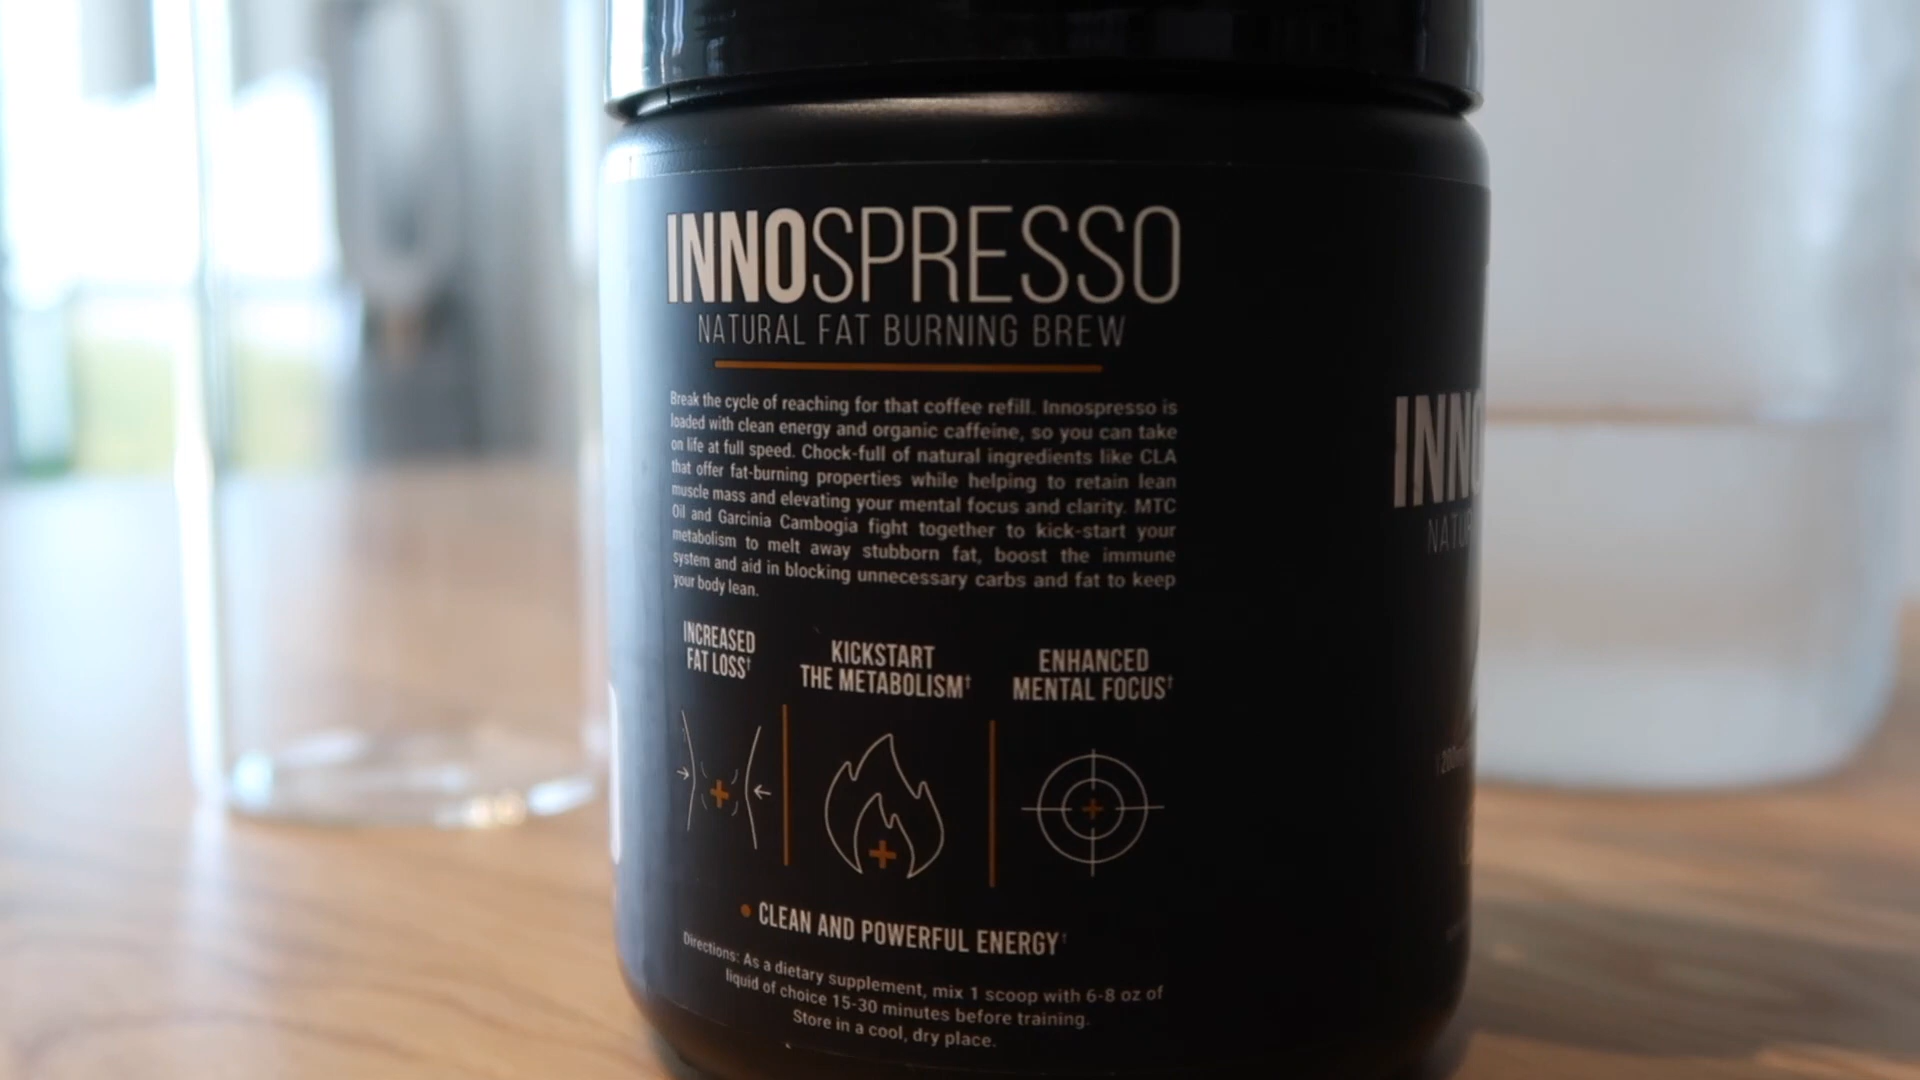 INNOSPRESSO
NATURAL FAT BURNING BREW
Break the cycle of reaching for that coffee refill. Innospresso is
loaded with clean energy and organic caffeine, so you can take
on life at full speed. Chock-full of natural ingredients like CLA
that offer fat-burning properties while helping to retain lean
muscle mass and elevating your mental focus and clarity. MTC
Oil and Garcinia Cambogia fight together to kick-start your
metabolism to melt away stubborn fat, boost the immune
system and aid in blocking unnecessary carbs and fat to keep
your body lean.
INCREASED
FAT LOSS†
KICKSTART
THE METABOLISM†
ENHANCED
MENTAL FOCUS†
• CLEAN AND POWERFUL ENERGY†
Directions: As a dietary supplement, mix 1 scoop with 6-8 oz of
liquid of choice 15-30 minutes before training.
Store in a cool, dry place.
INNO
NATU